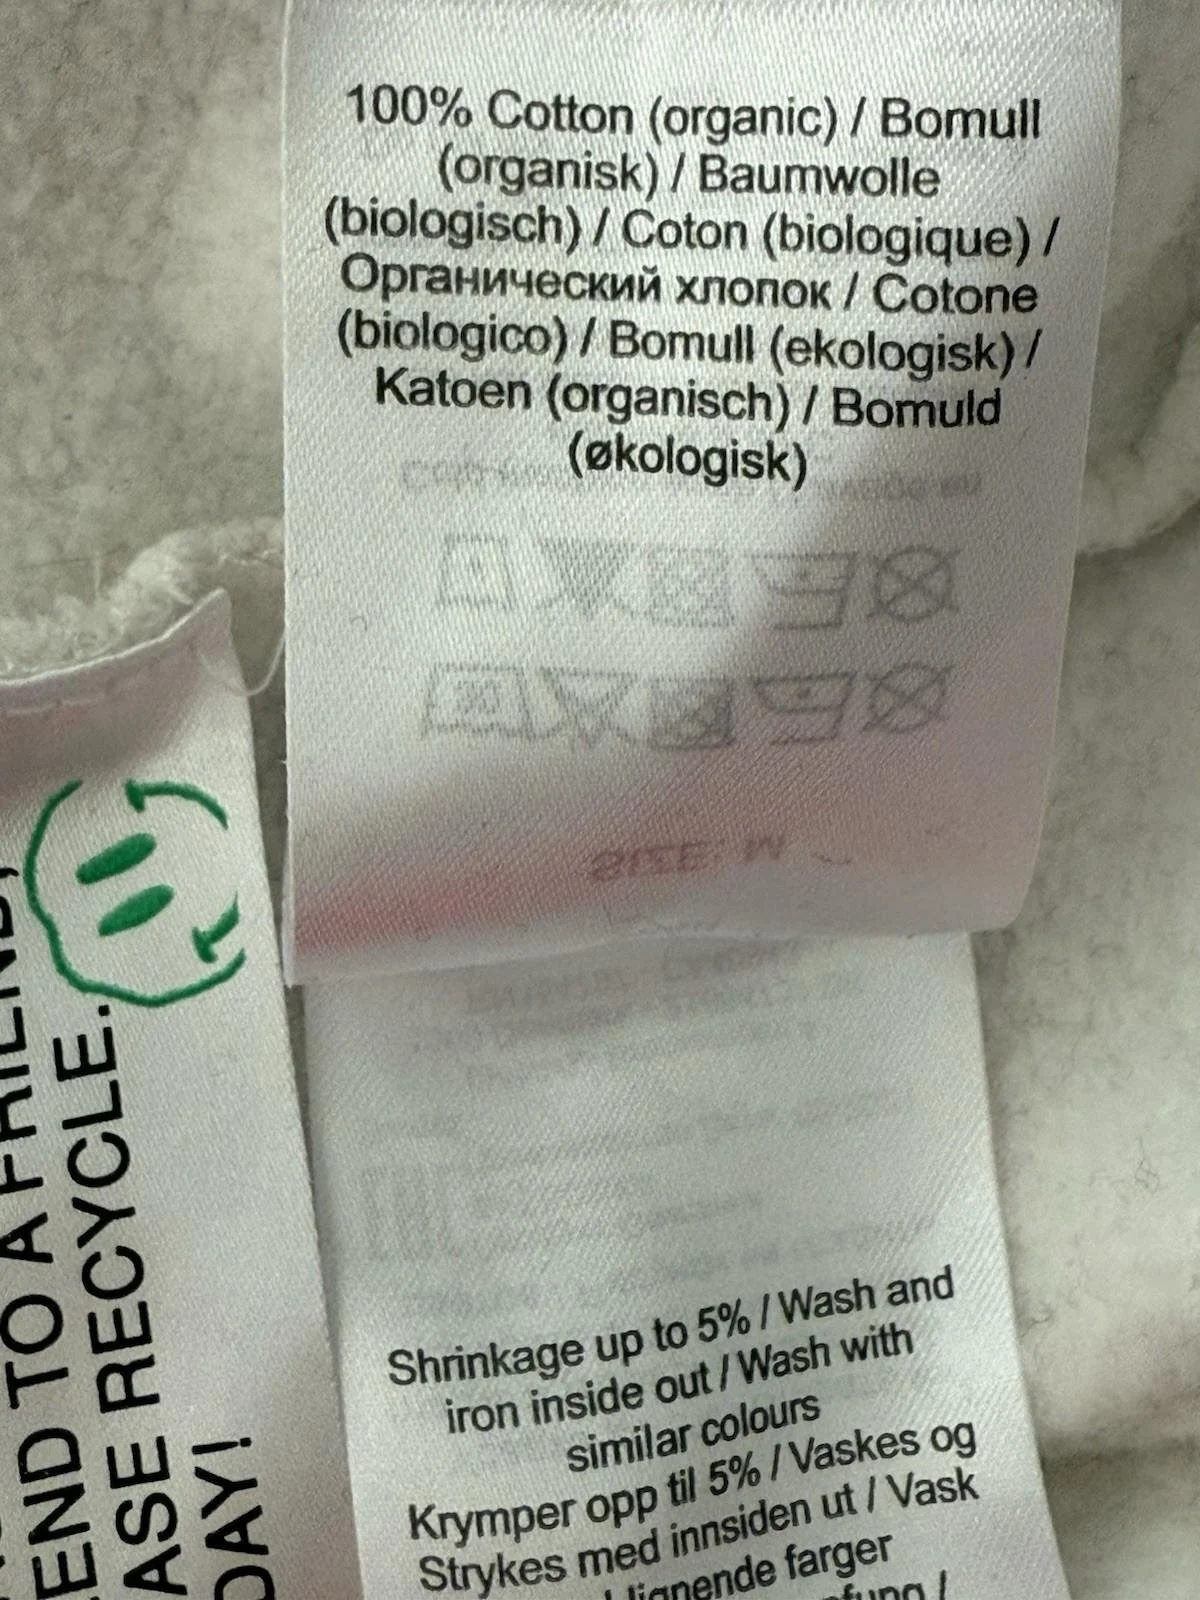 100% Cotton (organic) / Bomull
(organisk) / Baumwolle
(biologisch) / Coton (biologique) /
Органический хлопок / Cotone
(biologico) / Bomull (ekologisk) /
Katoen (organisch) / Bomuld
(økologisk)
SIZE: M
TO A FRIEND,
RECYCLE.
DAY!
Shrinkage up to 5% / Wash and
iron inside out / Wash with
similar colours
Krymper opp til 5% / Vaskes og
Strykes med innsiden ut / Vask
lignende farger